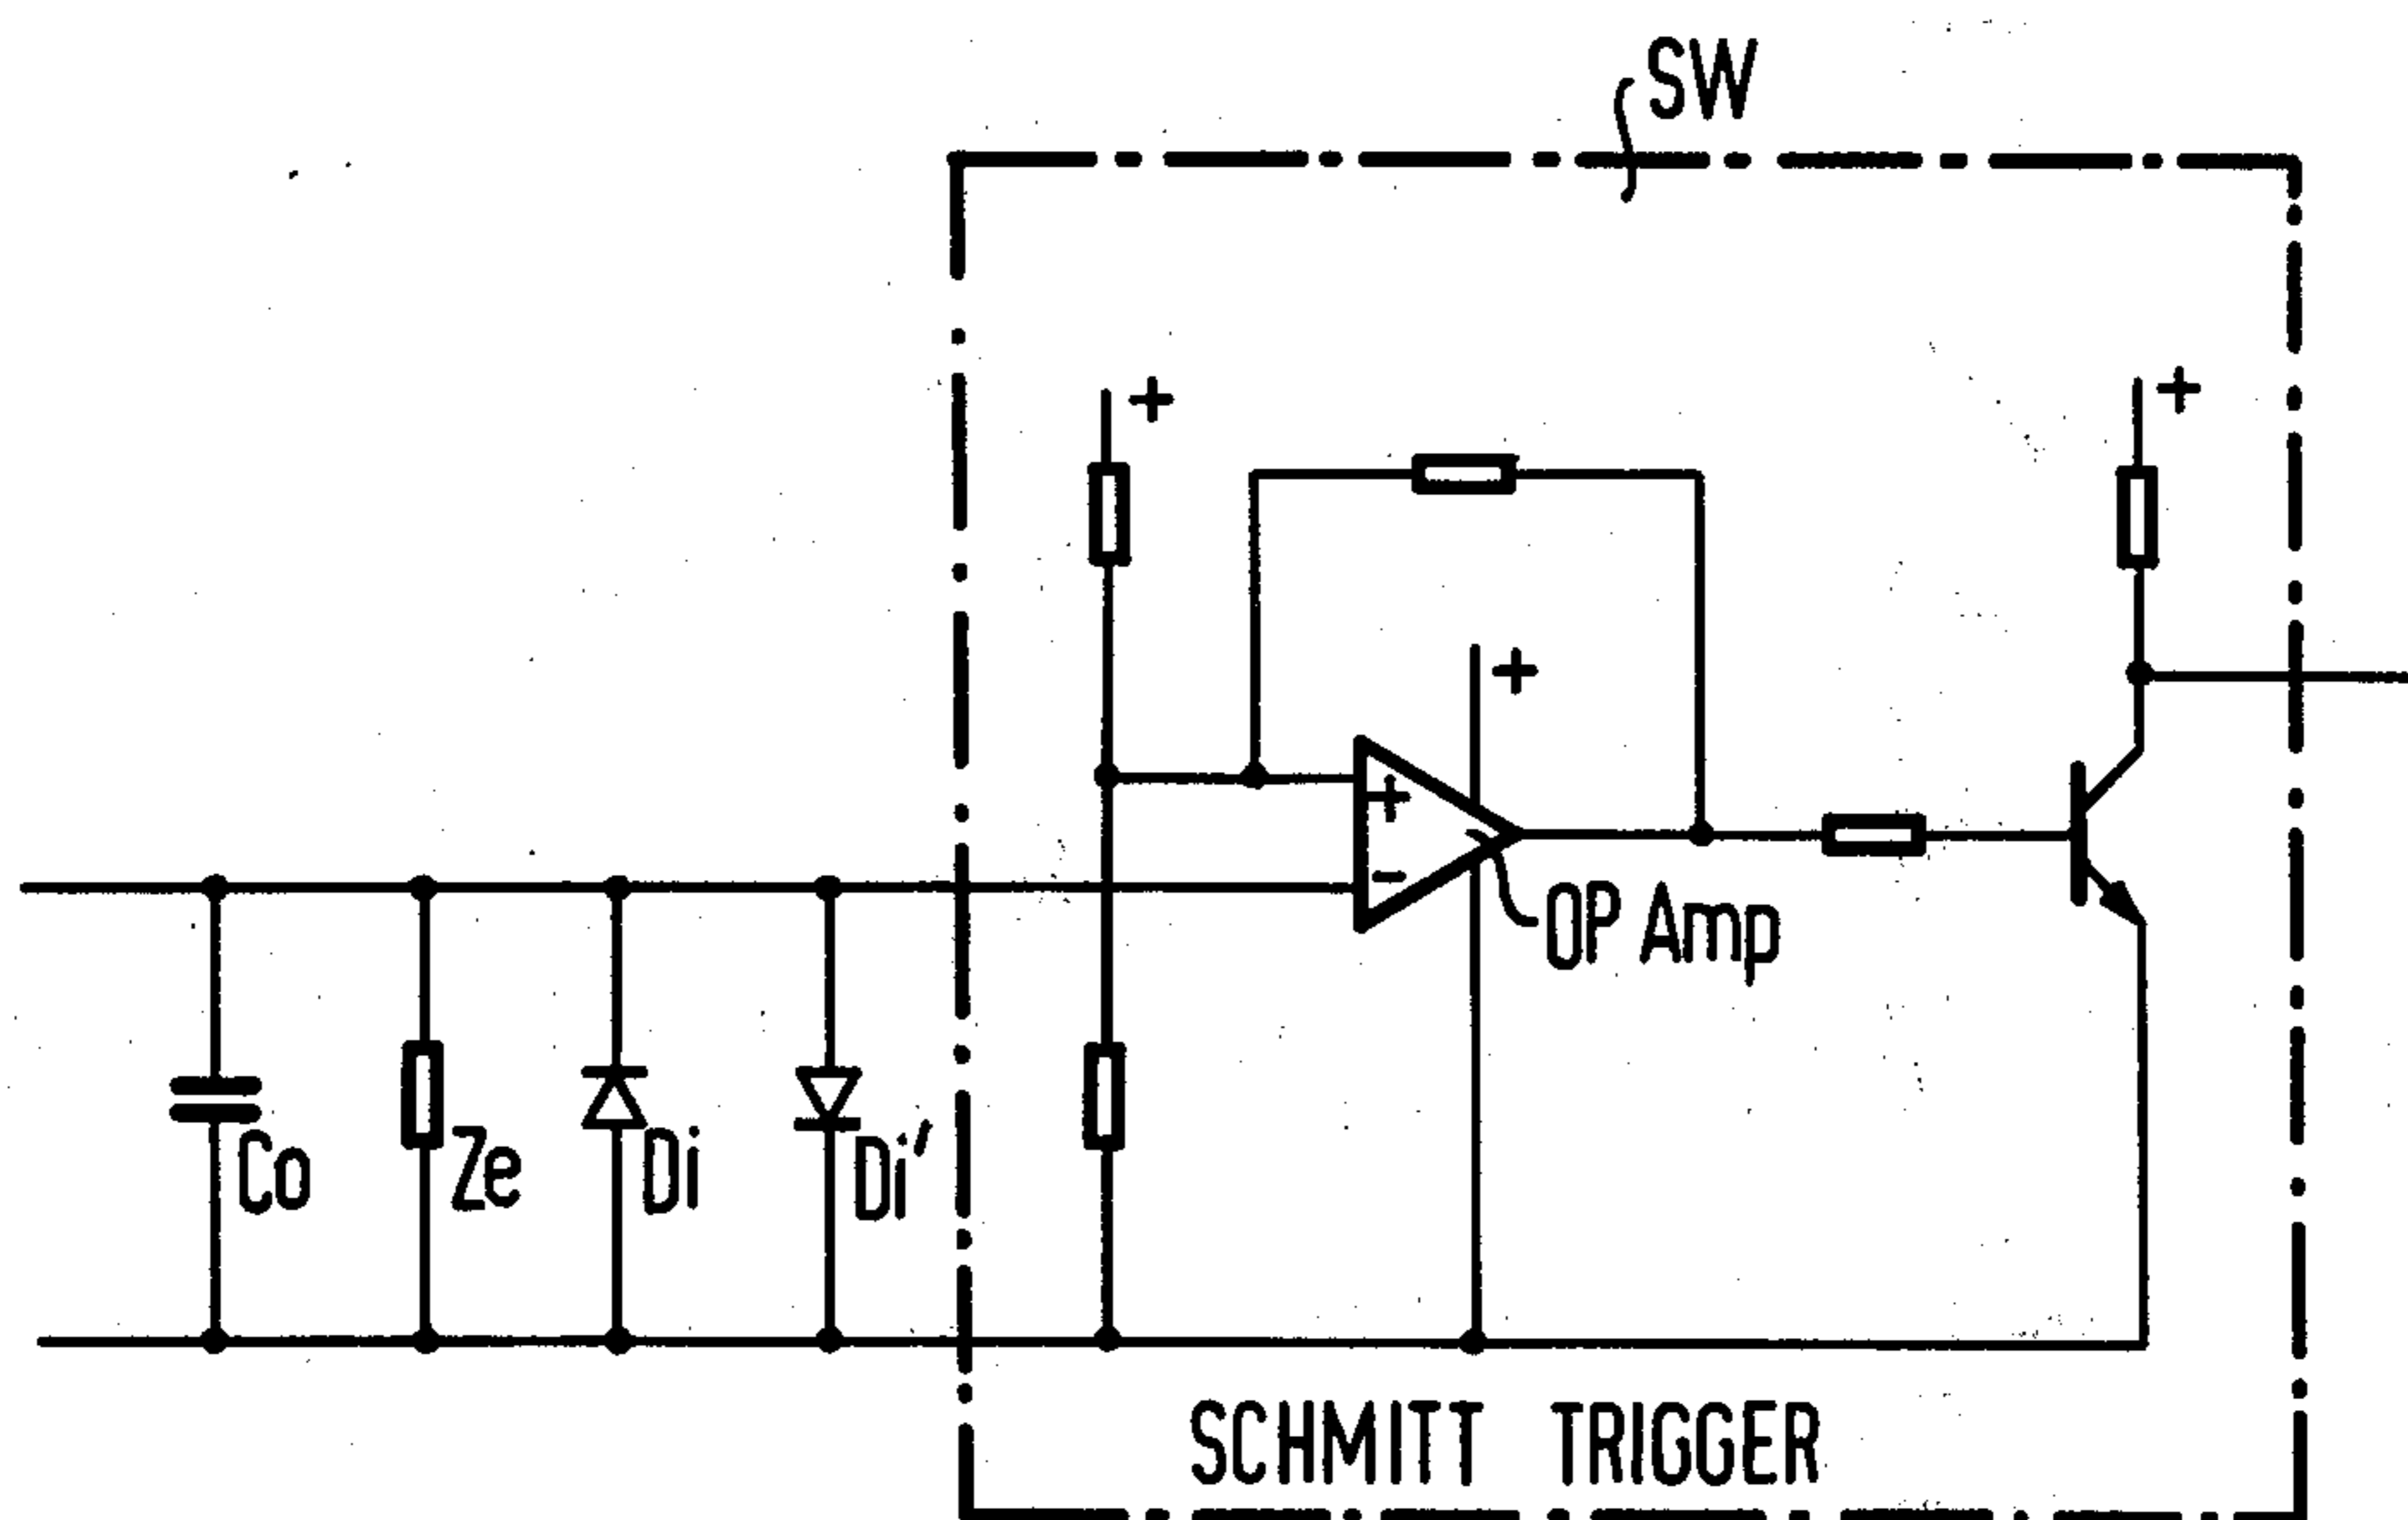 SW
+
+
+
+
-
OP Amp
Co
Ze
Di
Di'
SCHMITT TRIGGER